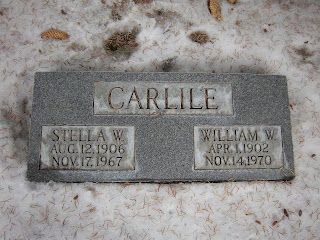 CARLILE
STELLA W.
AUG. 12, 1906
NOV. 17, 1967
WILLIAM W.
APR. 1, 1902
NOV. 14, 1970